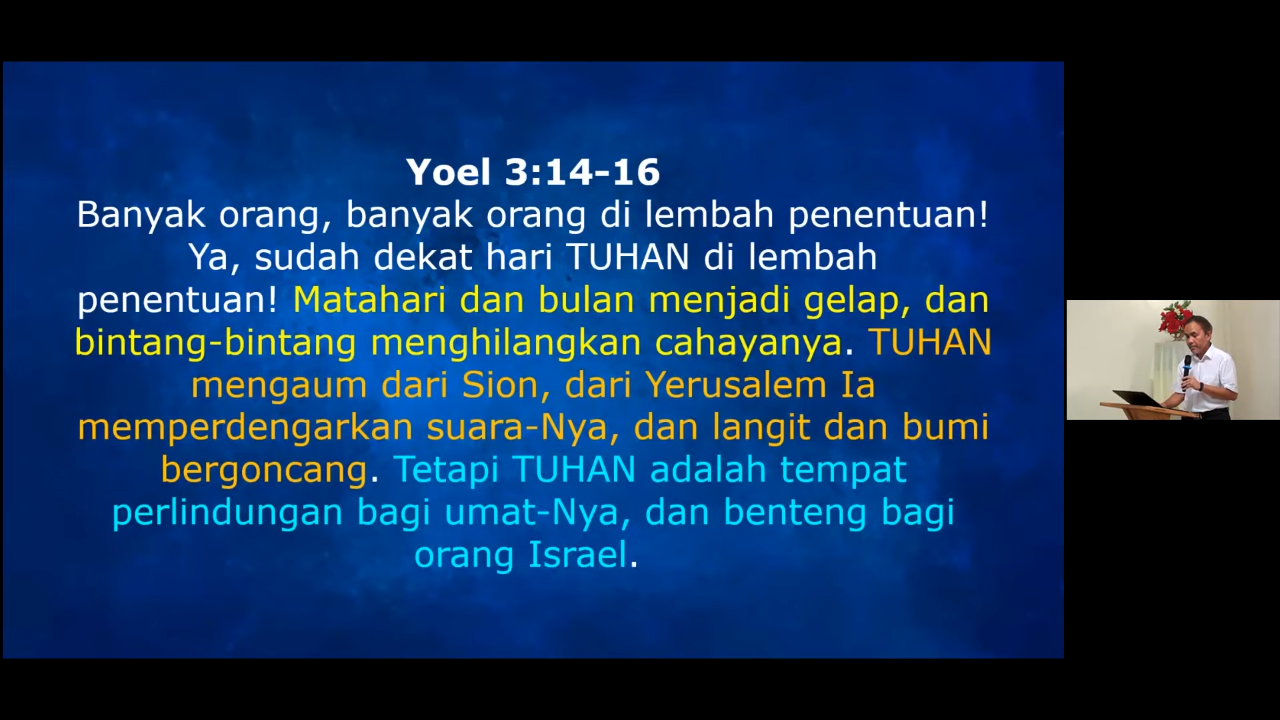 Yoel 3:14-16
Banyak orang, banyak orang di lembah penentuan!
Ya, sudah dekat hari TUHAN di lembah
penentuan! Matahari dan bulan menjadi gelap, dan
bintang-bintang menghilangkan cahayanya. TUHAN
mengaum dari Sion, dari Yerusalem Ia
memperdengarkan suara-Nya, dan langit dan bumi
bergoncang. Tetapi TUHAN adalah tempat
perlindungan bagi umat-Nya, dan benteng bagi
orang Israel.